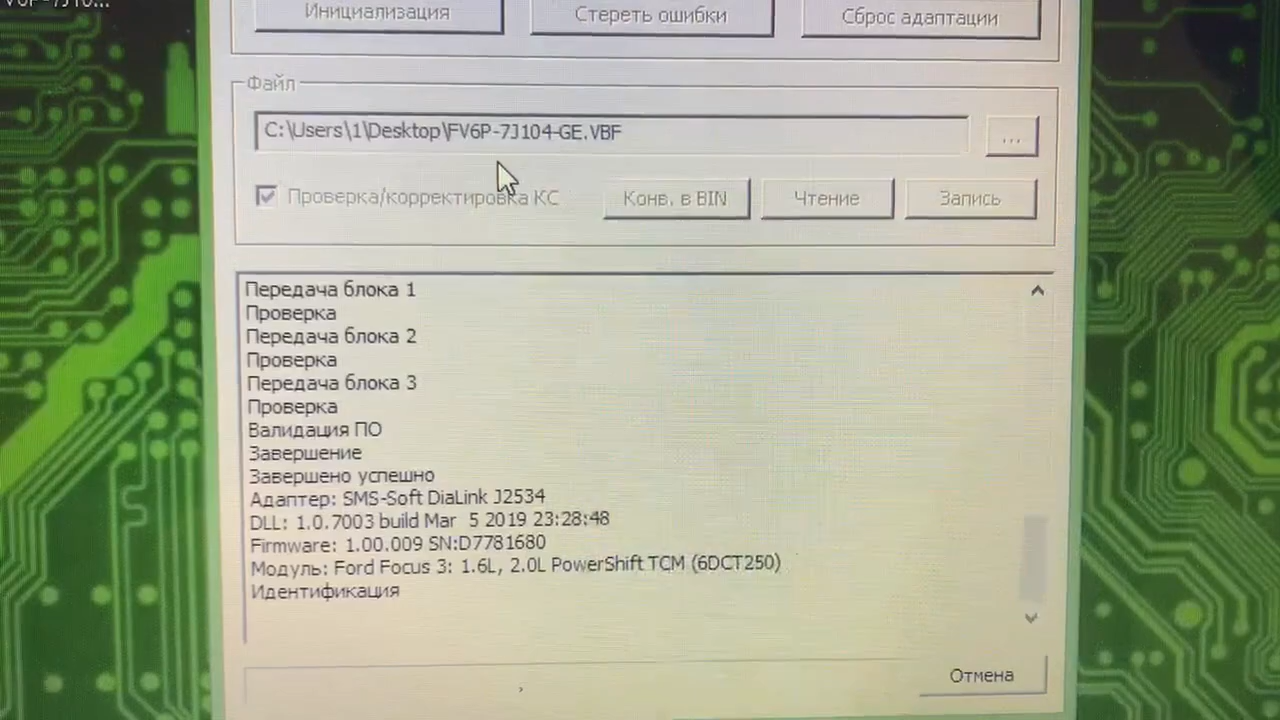 Инициализация
Стереть ошибки
Сброс адаптации
Файл
C:\Users\1\Desktop\FV6P-7J104-GE.VBF
...
Проверка/корректировка КС
Конв. в BIN
Чтение
Запись
Передача блока 1
Проверка
Передача блока 2
Проверка
Передача блока 3
Проверка
Валидация ПО
Завершение
Завершено успешно
Адаптер: SMS-Soft DiaLink J2534
DLL: 1.0.7003 build Mar 5 2019 23:28:48
Firmware: 1.00.009 SN:D7781680
Модуль: Ford Focus 3: 1.6L, 2.0L PowerShift TCM (6DCT250)
Идентификация
Отмена